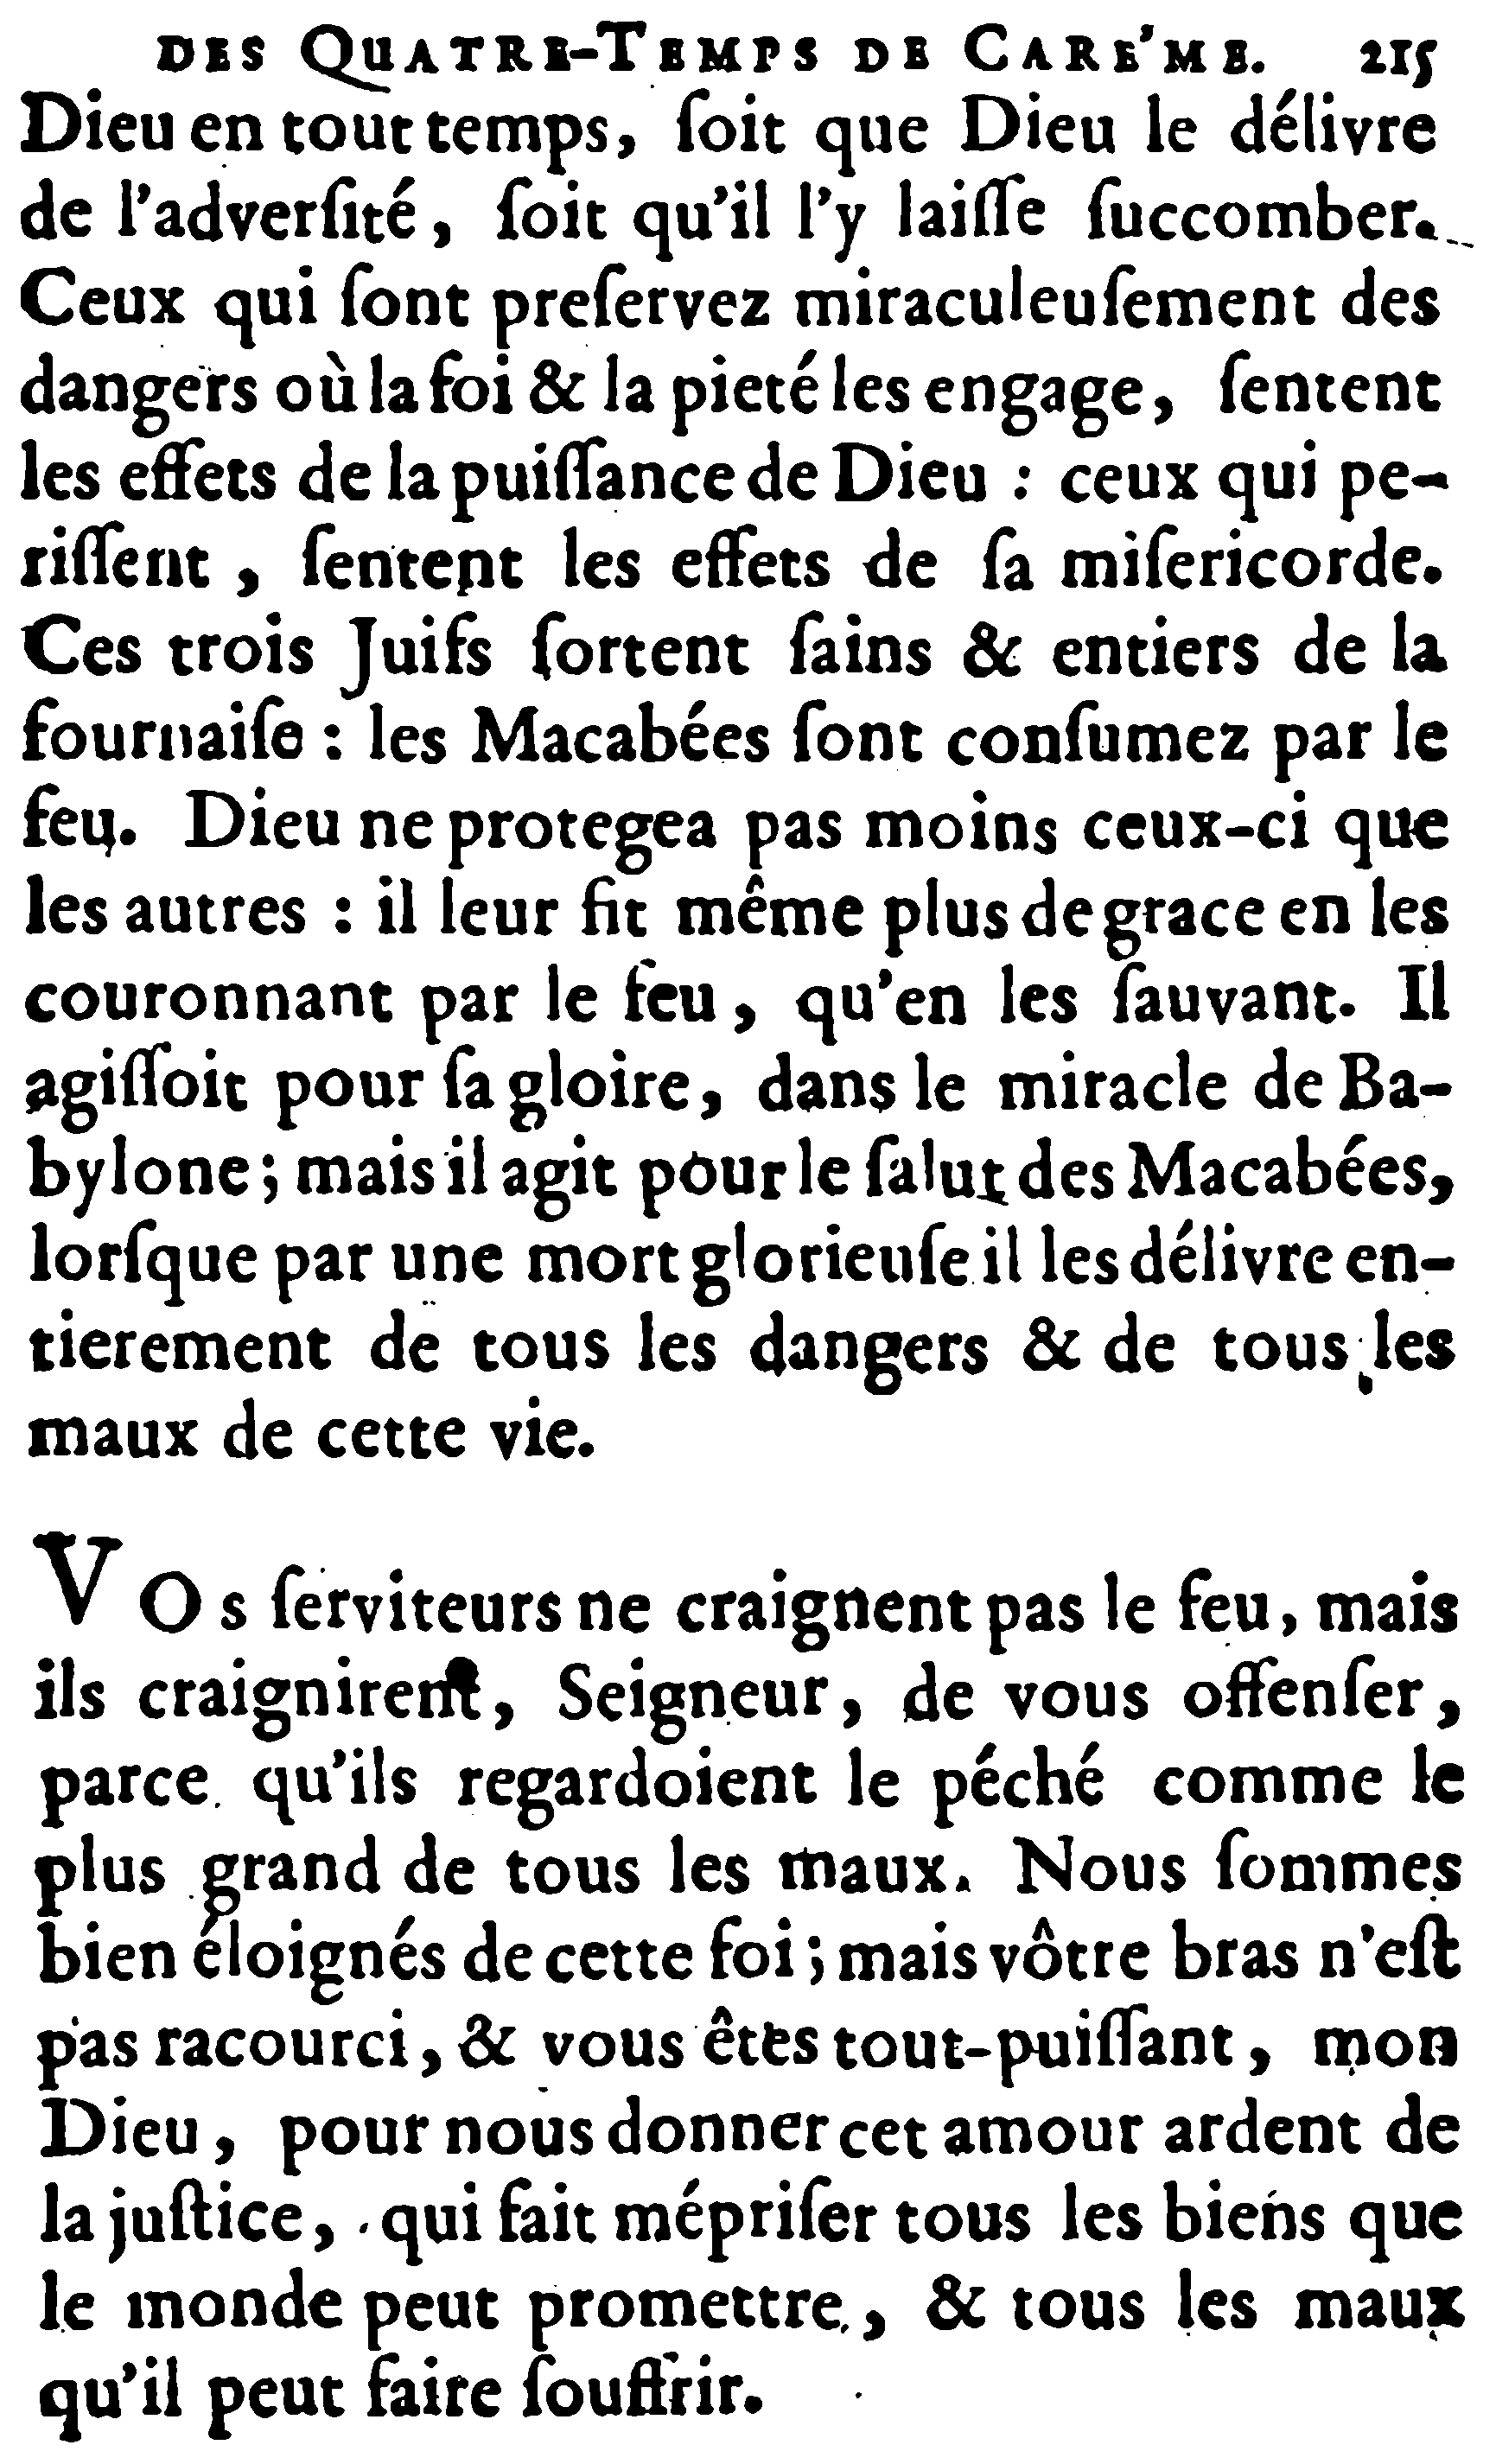 DES QUATRE-TEMPS DE CARE'ME. 215
Dieu en tout temps, ſoit que Dieu le délivre
de l'adverſité, ſoit qu'il l'y laiſſe ſuccomber.
Ceux qui ſont preſervez miraculeuſement des
dangers où la foi & la pieté les engage, ſentent
les effets de la puiſſance de Dieu : ceux qui pe-
riſſent, ſentent les effets de ſa miſericorde.
Ces trois Juifs ſortent ſains & entiers de la
fournaiſe : les Macabées ſont conſumez par le
feu. Dieu ne protegea pas moins ceux-ci que
les autres : il leur fit même plus de grace en les
couronnant par le feu, qu'en les ſauvant. Il
agiſſoit pour ſa gloire, dans le miracle de Ba-
bylone; mais il agit pour le ſalut des Macabées,
lorſque par une mort glorieuſe il les délivre en-
tierement de tous les dangers & de tous les
maux de cette vie.
VOs ſerviteurs ne craignent pas le feu, mais
ils craignirent, Seigneur, de vous offenſer,
parce qu'ils regardoient le péché comme le
plus grand de tous les maux. Nous ſommes
bien éloignés de cette foi; mais vôtre bras n'eſt
pas racourci, & vous êtes tout-puiſſant, mon
Dieu, pour nous donner cet amour ardent de
la juſtice, qui fait mépriſer tous les biens que
le monde peut promettre, & tous les maux
qu'il peut faire ſouffrir.